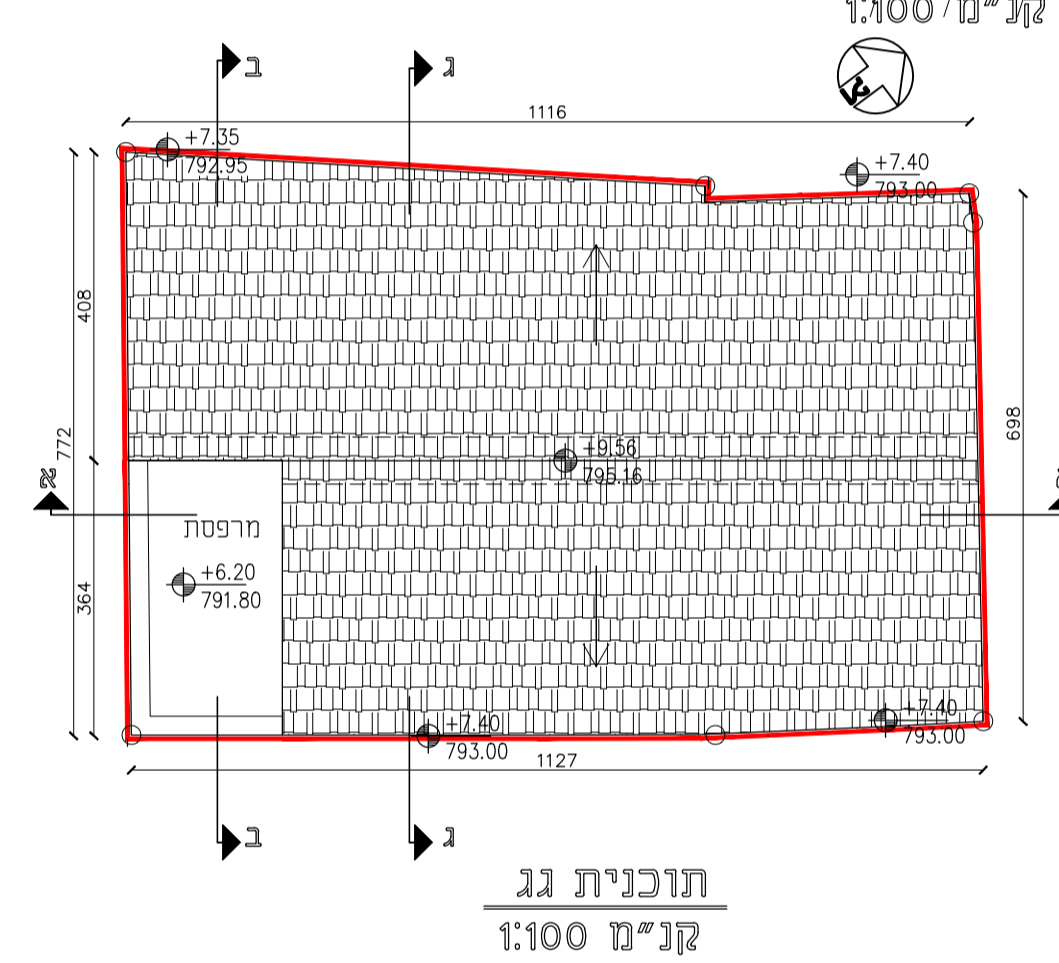 קנ״מ 1:100
ב
ג
צ
1116
+7.35
792.95
+7.40
793.00
408
772
698
+9.56
795.16
א
מרפסת
+6.20
791.80
364
+7.40
793.00
+7.40
793.00
1127
ב
ג
תוכנית גג
קנ״מ 1:100